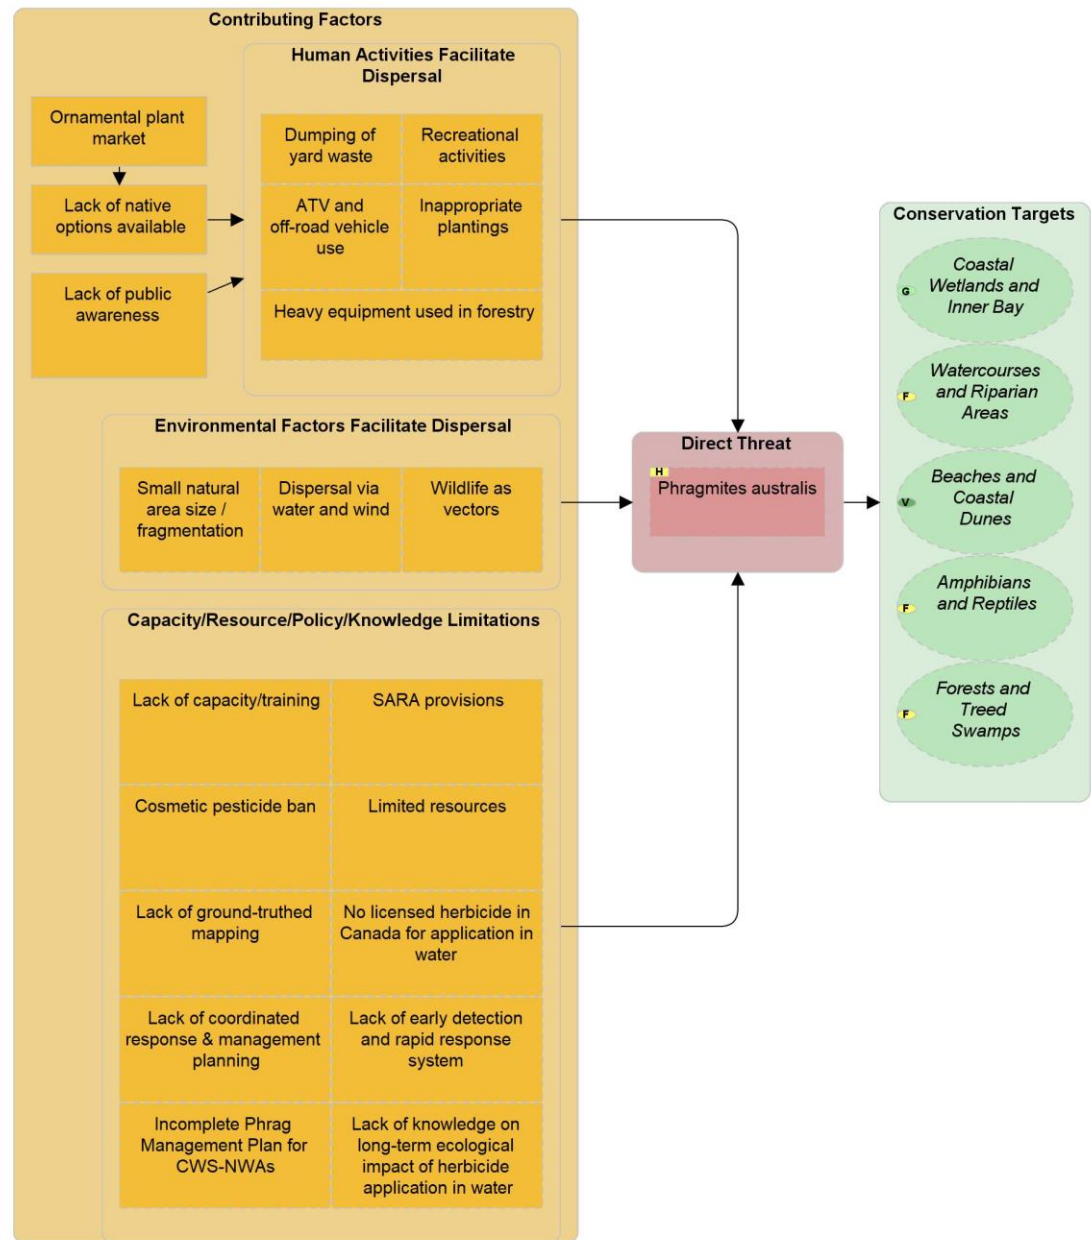 Contributing Factors
Human Activities Facilitate
Dispersal
Ornamental plant
market
Lack of native
options available
Lack of public
awareness
Dumping of
yard waste
Recreational
activities
ATV and
off-road vehicle
use
Inappropriate
plantings
Heavy equipment used in forestry
Environmental Factors Facilitate Dispersal
Small natural
area size /
fragmentation
Dispersal via
water and wind
Wildlife as
vectors
Capacity/Resource/Policy/Knowledge Limitations
Lack of capacity/training
SARA provisions
Cosmetic pesticide ban
Limited resources
Lack of ground-truthed
mapping
No licensed herbicide in
Canada for application in
water
Lack of coordinated
response & management
planning
Lack of early detection
and rapid response
system
Incomplete Phrag
Management Plan for
CWS-NWAs
Lack of knowledge on
long-term ecological
impact of herbicide
application in water
Direct Threat
H
Phragmites australis
Conservation Targets
G
Coastal
Wetlands and
Inner Bay
F
Watercourses
and Riparian
Areas
V
Beaches and
Coastal
Dunes
F
Amphibians
and Reptiles
F
Forests and
Treed
Swamps